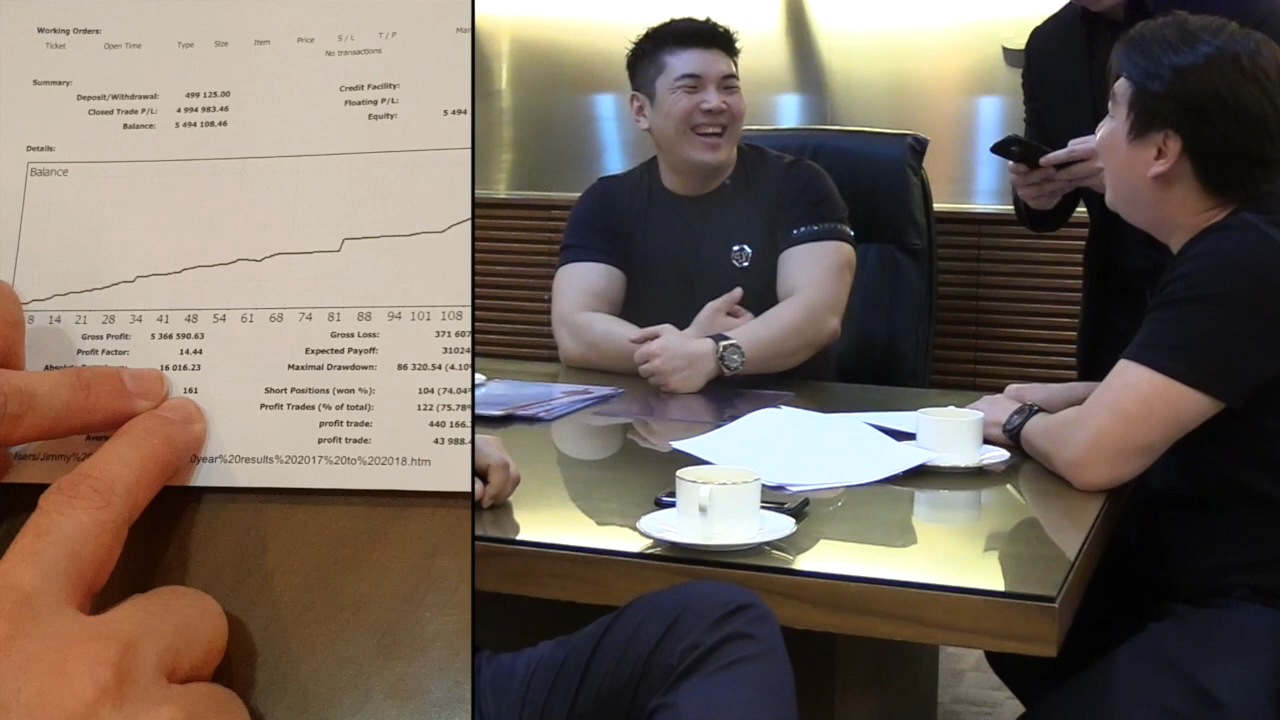 Working Orders:
Ticket Open Time Type Size Item Price S / L T / P
No transactions
Summary:
Deposit/Withdrawal: 499 125.00 Credit Facility:
Closed Trade P/L: 4 994 983.46 Floating P/L:
Balance: 5 494 108.46 Equity: 5 494
Details:
Balance
8 14 21 28 34 41 48 54 61 68 74 81 88 94 101 108
Gross Profit: 5 366 590.63 Gross Loss: 371 607
Profit Factor: 14.44 Expected Payoff: 31024
16 016.23 Maximal Drawdown: 86 320.54 (4.10
161 Short Positions (won %): 104 (74.04
Profit Trades (% of total): 122 (75.78
profit trade: 440 166.
profit trade: 43 988.
sers/Jimmy%20 0year%20results%202017%20to%202018.htm